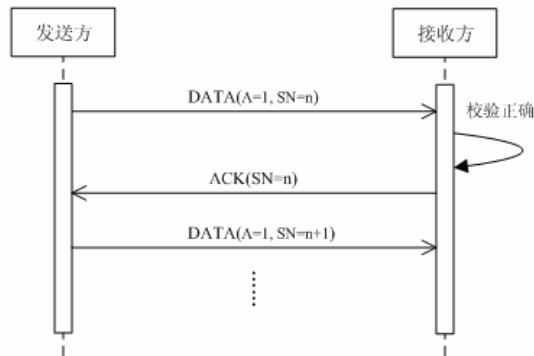 发送方
接收方
DATA(A=1, SN=n)
校验正确
ACK(SN=n)
DATA(A=1, SN=n+1)